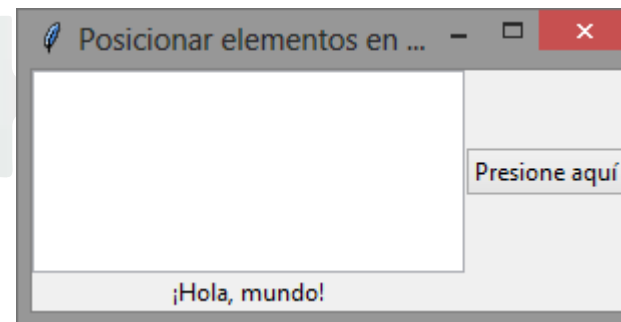 Posicionar elementos en ...
Presione aquí
¡Hola, mundo!